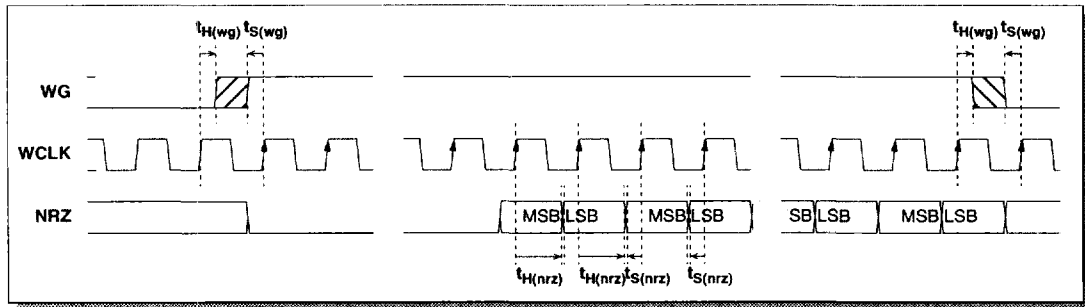 tH(wg) tS(wg) tH(wg) tS(wg)
WG
WCLK
NRZ MSB LSB MSB LSB SB LSB MSB LSB
tH(nrz) tH(nrz) tS(nrz) tS(nrz)